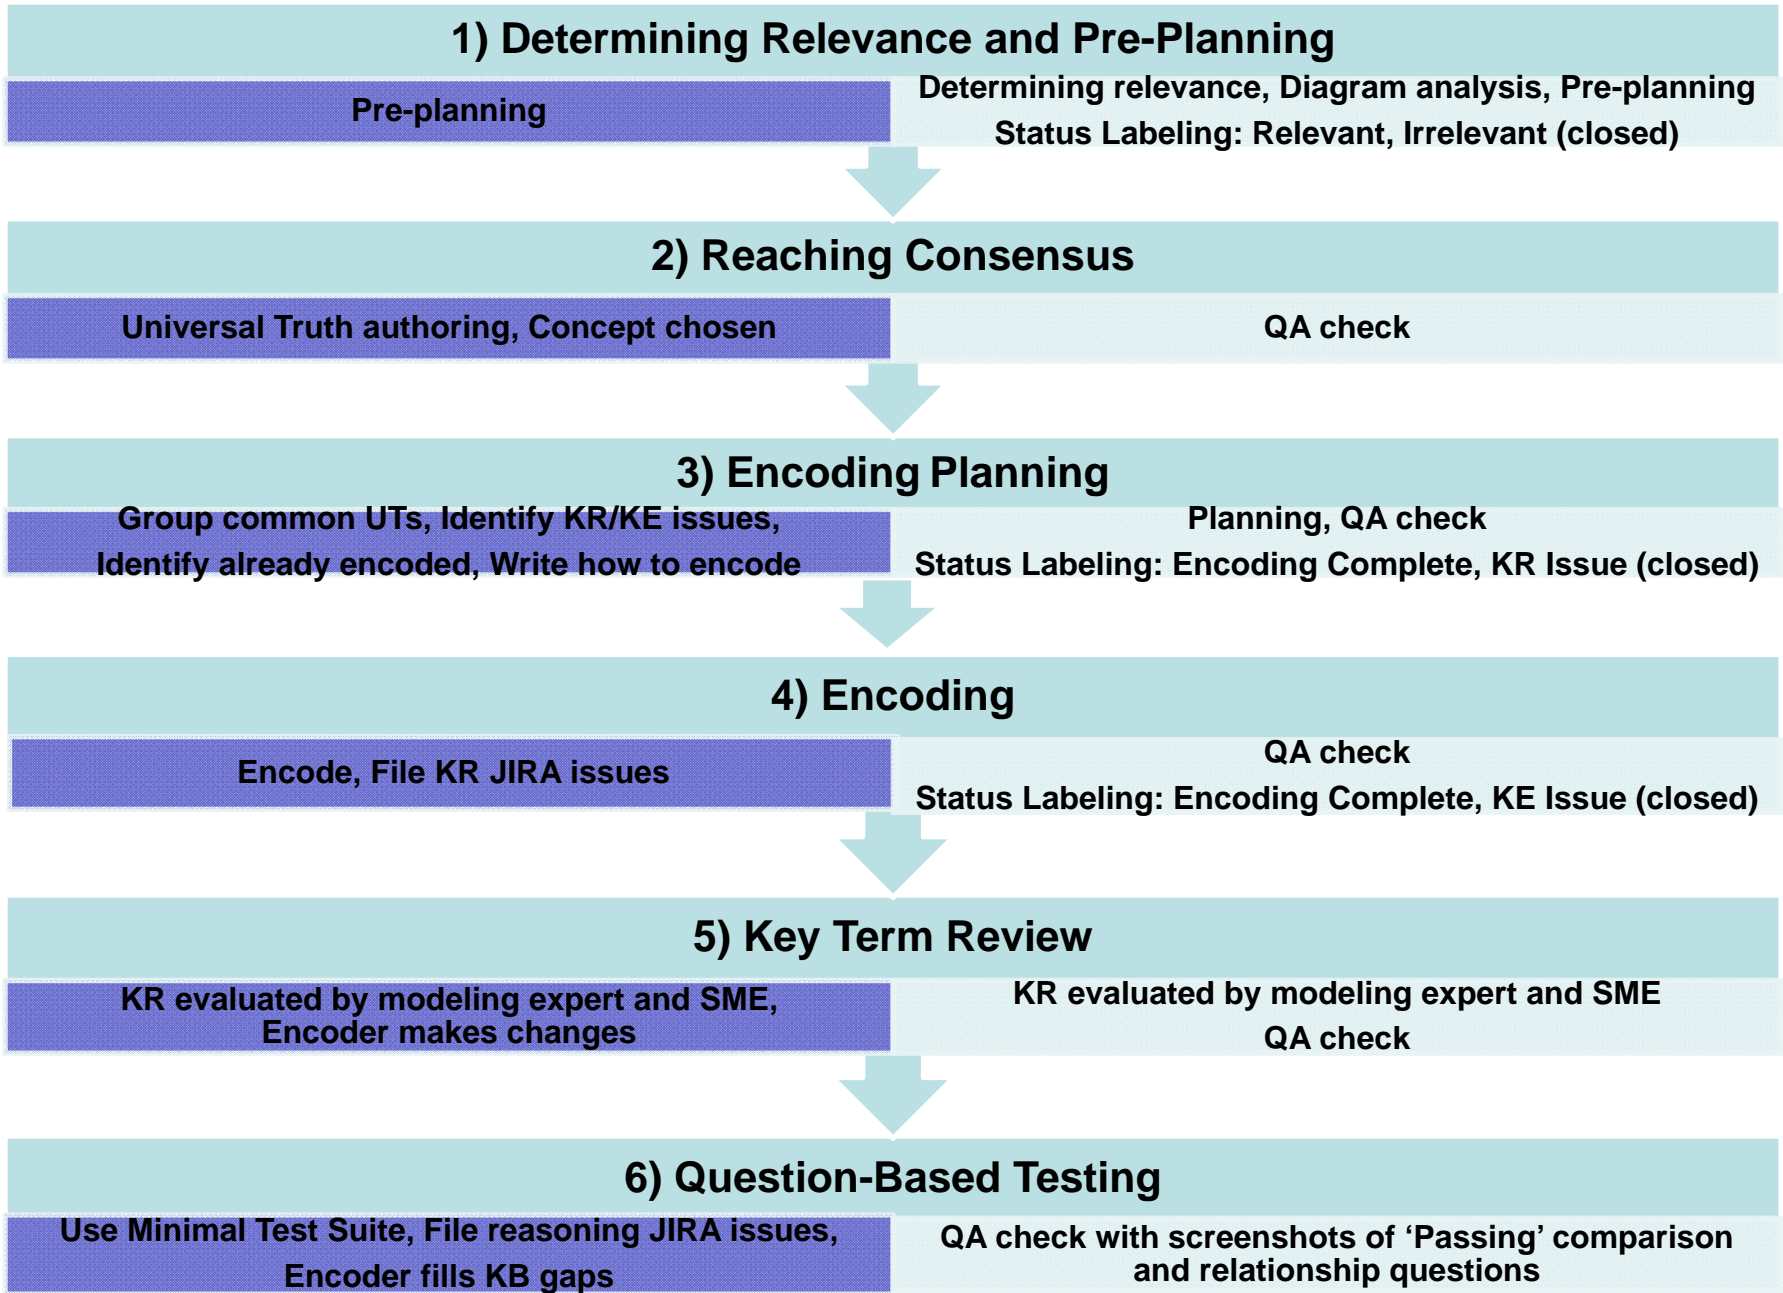 1) Determining Relevance and Pre-Planning
Pre-planning
Determining relevance, Diagram analysis, Pre-planning
Status Labeling: Relevant, Irrelevant (closed)
2) Reaching Consensus
Universal Truth authoring, Concept chosen
QA check
3) Encoding Planning
Group common UTs, Identify KR/KE issues,
Identify already encoded, Write how to encode
Planning, QA check
Status Labeling: Encoding Complete, KR Issue (closed)
4) Encoding
Encode, File KR JIRA issues
QA check
Status Labeling: Encoding Complete, KE Issue (closed)
5) Key Term Review
KR evaluated by modeling expert and SME,
Encoder makes changes
KR evaluated by modeling expert and SME
QA check
6) Question-Based Testing
Use Minimal Test Suite, File reasoning JIRA issues,
Encoder fills KB gaps
QA check with screenshots of ‘Passing’ comparison
and relationship questions